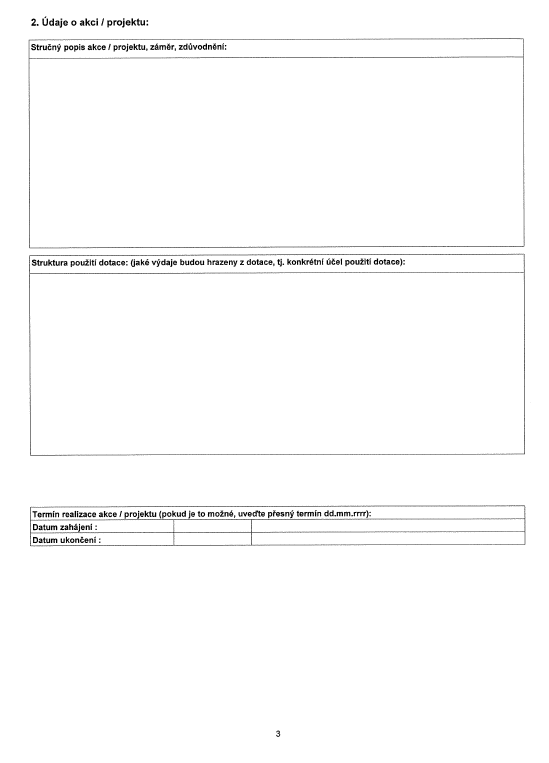 2. Údaje o akci / projektu:
Stručný popis akce / projektu, záměr, zdůvodnění:
Struktura použití dotace: (jaké výdaje budou hrazeny z dotace, tj. konkrétní účel použití dotace):
Termín realizace akce / projektu (pokud je to možné, uveďte přesný termín dd.mm.rrrr):
Datum zahájení :
Datum ukončení :
3